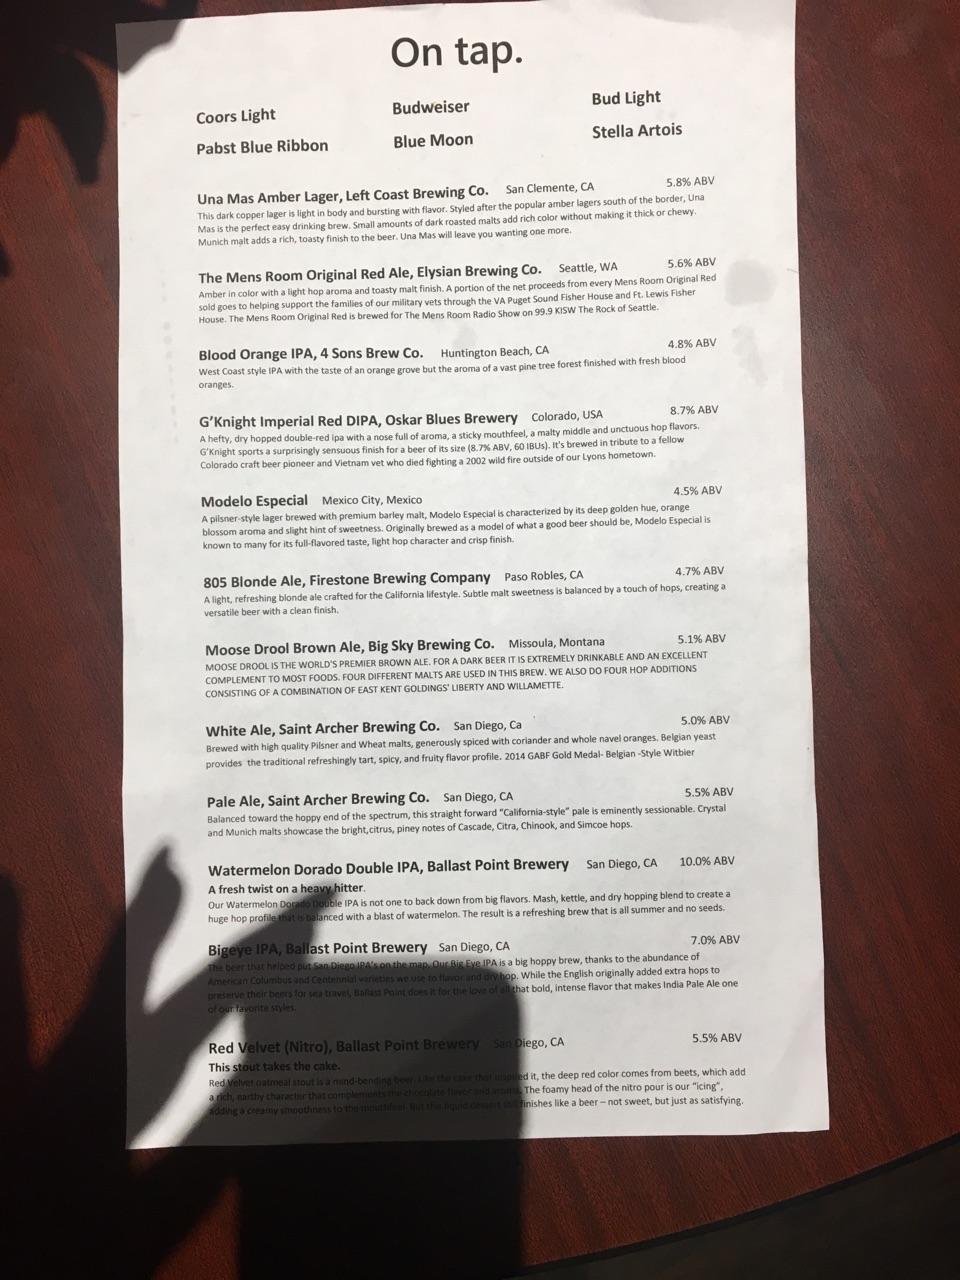 On tap.
Coors Light Budweiser Bud Light
Pabst Blue Ribbon Blue Moon Stella Artois
Una Mas Amber Lager, Left Coast Brewing Co. San Clemente, CA 5.8% ABV
This dark copper lager is light in body and bursting with flavor. Styled after the popular amber lagers south of the border, Una
Mas is the perfect easy drinking brew. Small amounts of dark roasted malts add rich color without making it thick or chewy.
Munich malt adds a rich, toasty finish to the beer. Una Mas will leave you wanting one more.
The Mens Room Original Red Ale, Elysian Brewing Co. Seattle, WA 5.6% ABV
Amber in color with a light hop aroma and toasty malt finish. A portion of the net proceeds from every Mens Room Original Red
sold goes to helping support the families of our military vets through the VA Puget Sound Fisher House and Ft. Lewis Fisher
House. The Mens Room Original Red is brewed for The Mens Room Radio Show on 99.9 KISW The Rock of Seattle.
Blood Orange IPA, 4 Sons Brew Co. Huntington Beach, CA 4.8% ABV
West Coast style IPA with the taste of an orange grove but the aroma of a vast pine tree forest finished with fresh blood
oranges.
G'Knight Imperial Red DIPA, Oskar Blues Brewery Colorado, USA 8.7% ABV
A hefty, dry hopped double-red ipa with a nose full of aroma, a sticky mouthfeel, a malty middle and unctuous hop flavors.
G'Knight sports a surprisingly sensuous finish for a beer of its size (8.7% ABV, 60 IBUs). It's brewed in tribute to a fellow
Colorado craft beer pioneer and Vietnam vet who died fighting a 2002 wild fire outside of our Lyons hometown.
Modelo Especial Mexico City, Mexico 4.5% ABV
A pilsner-style lager brewed with premium barley malt, Modelo Especial is characterized by its deep golden hue, orange
blossom aroma and slight hint of sweetness. Originally brewed as a model of what a good beer should be, Modelo Especial is
known to many for its full-flavored taste, light hop character and crisp finish.
805 Blonde Ale, Firestone Brewing Company Paso Robles, CA 4.7% ABV
A light, refreshing blonde ale crafted for the California lifestyle. Subtle malt sweetness is balanced by a touch of hops, creating a
versatile beer with a clean finish.
Moose Drool Brown Ale, Big Sky Brewing Co. Missoula, Montana 5.1% ABV
MOOSE DROOL IS THE WORLD'S PREMIER BROWN ALE. FOR A DARK BEER IT IS EXTREMELY DRINKABLE AND AN EXCELLENT
COMPLEMENT TO MOST FOODS. FOUR DIFFERENT MALTS ARE USED IN THIS BREW. WE ALSO DO FOUR HOP ADDITIONS
CONSISTING OF A COMBINATION OF EAST KENT GOLDINGS' LIBERTY AND WILLAMETTE.
White Ale, Saint Archer Brewing Co. San Diego, Ca 5.0% ABV
Brewed with high quality Pilsner and Wheat malts, generously spiced with coriander and whole navel oranges. Belgian yeast
provides the traditional refreshingly tart, spicy, and fruity flavor profile. 2014 GABF Gold Medal- Belgian -Style Witbier
Pale Ale, Saint Archer Brewing Co. San Diego, CA 5.5% ABV
Balanced toward the hoppy end of the spectrum, this straight forward "California-style" pale is eminently sessionable. Crystal
and Munich malts showcase the bright,citrus, piney notes of Cascade, Citra, Chinook, and Simcoe hops.
Watermelon Dorado Double IPA, Ballast Point Brewery San Diego, CA 10.0% ABV
A fresh twist on a heavy hitter.
Our Watermelon Dorado Double IPA is not one to back down from big flavors. Mash, kettle, and dry hopping blend to create a
huge hop profile that is balanced with a blast of watermelon. The result is a refreshing brew that is all summer and no seeds.
Bigeye IPA, Ballast Point Brewery San Diego, CA 7.0% ABV
The beer that helped put San Diego IPA's on the map. Our Big Eye IPA is a big hoppy brew, thanks to the abundance of
American Columbus and Centennial varieties we use to flavor and dry hop. While the English originally added extra hops to
preserve their beers for sea travel, Ballast Point does it for the love of all that bold, intense flavor that makes India Pale Ale one
of our favorite styles.
Red Velvet (Nitro), Ballast Point Brewery San Diego, CA 5.5% ABV
This stout takes the cake.
Red Velvet oatmeal stout is a mind-bending beer. Like the cake that inspired it, the deep red color comes from beets, which add
a rich, earthy character that complements the chocolate flavor and aroma. The foamy head of the nitro pour is our "icing",
adding a creamy smoothness to the mouthfeel. But this liquid dessert still finishes like a beer – not sweet, but just as satisfying.